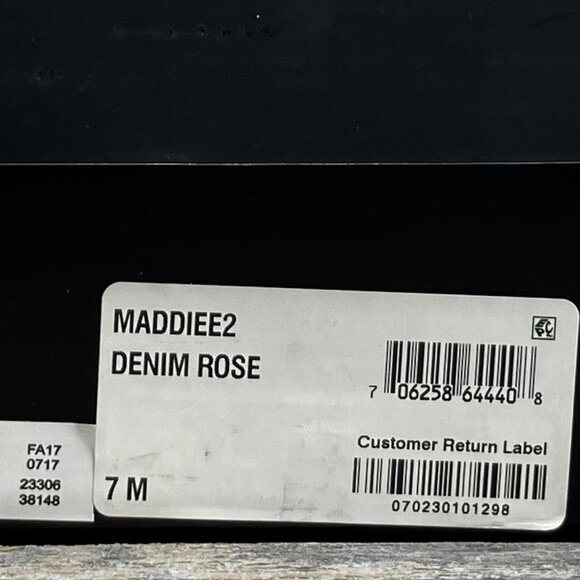 MADDIEE2
DENIM ROSE
7 06258 64440 8
Customer Return Label
070230101298
7 M
FA17
0717
23306
38148